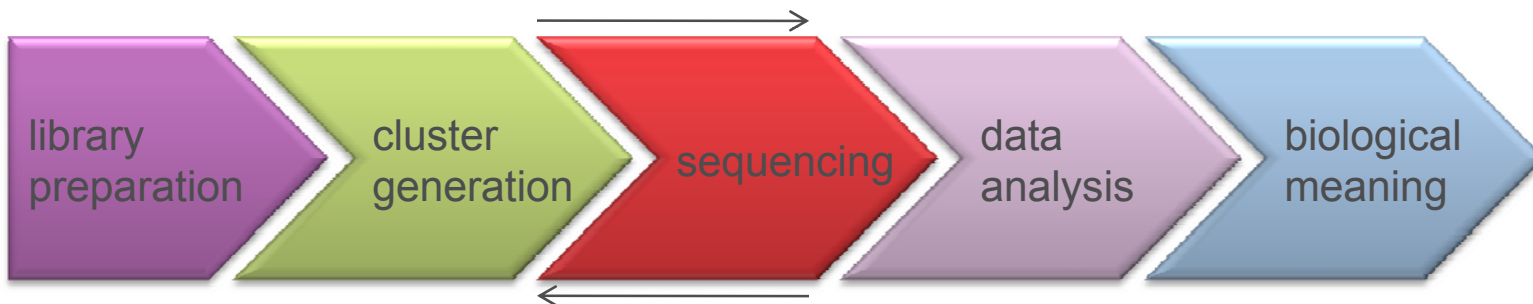 library
preparation
cluster
generation
sequencing
data
analysis
biological
meaning